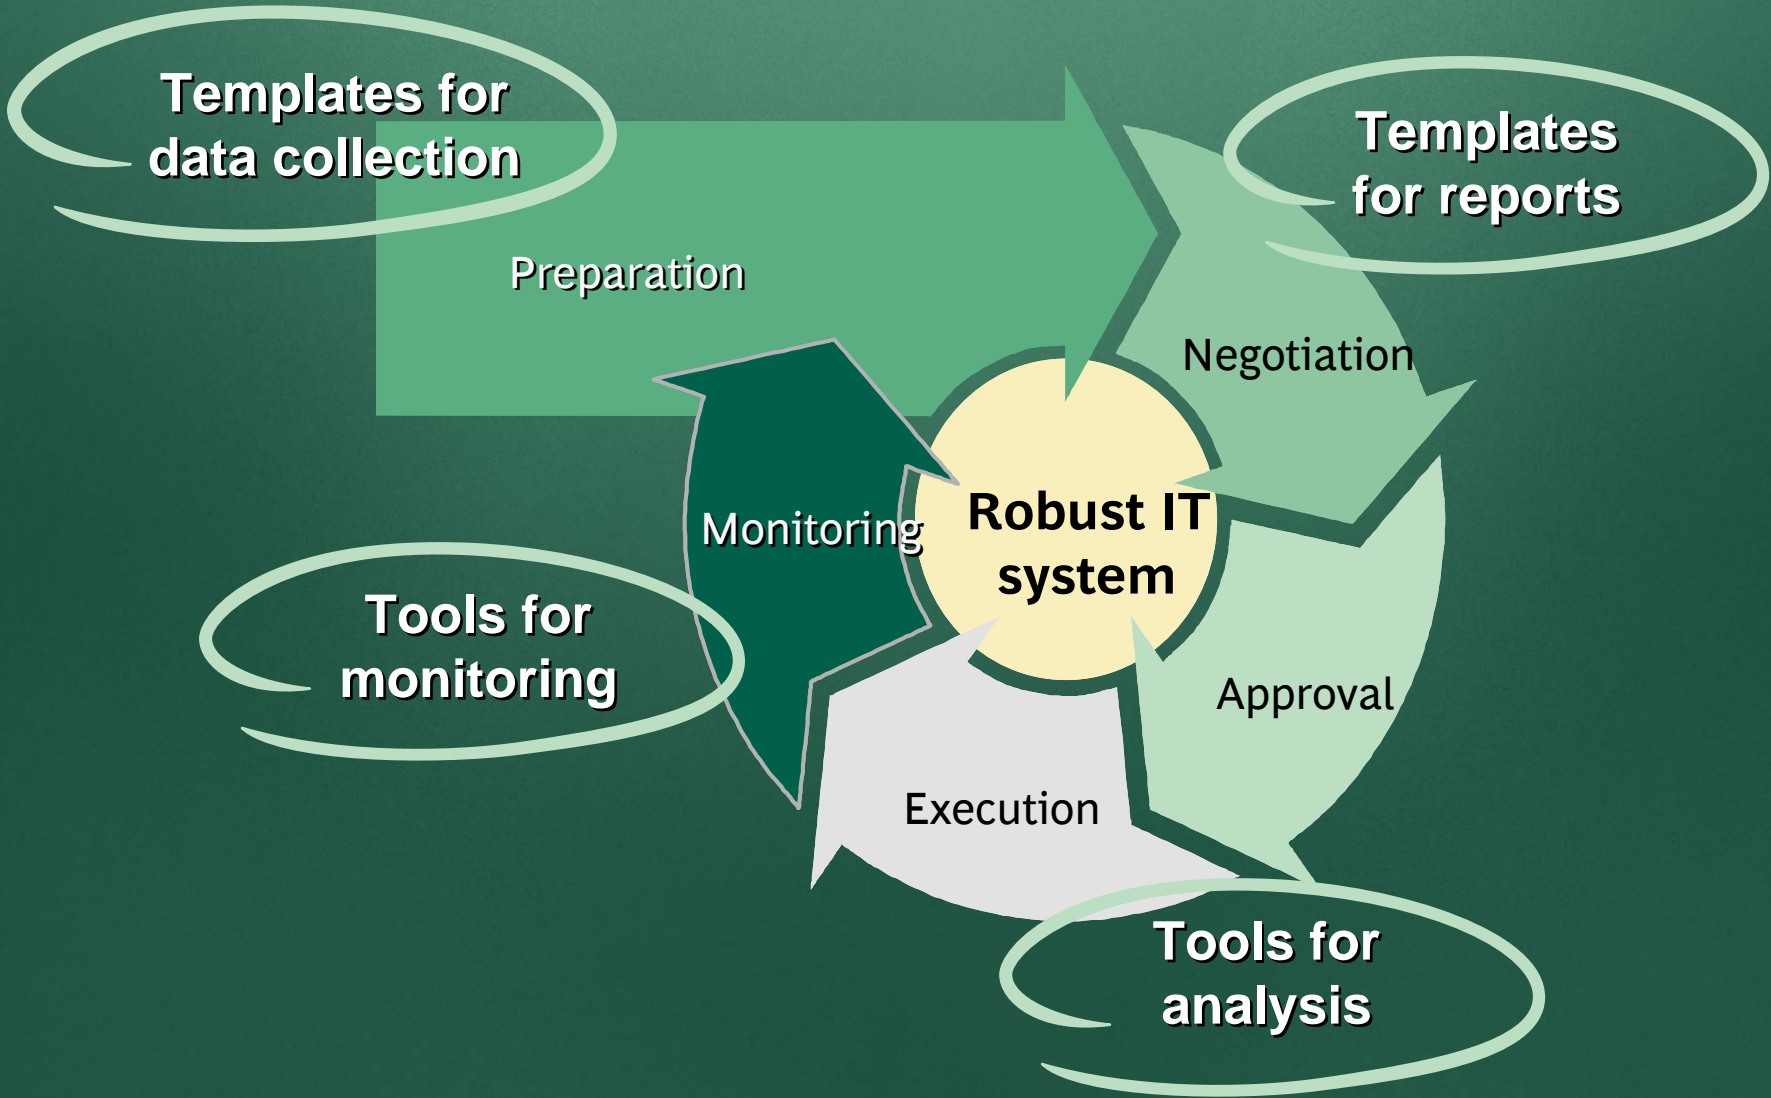 Templates for
data collection
Templates
for reports
Preparation
Negotiation
Monitoring
Robust IT
system
Tools for
monitoring
Approval
Execution
Tools for
analysis